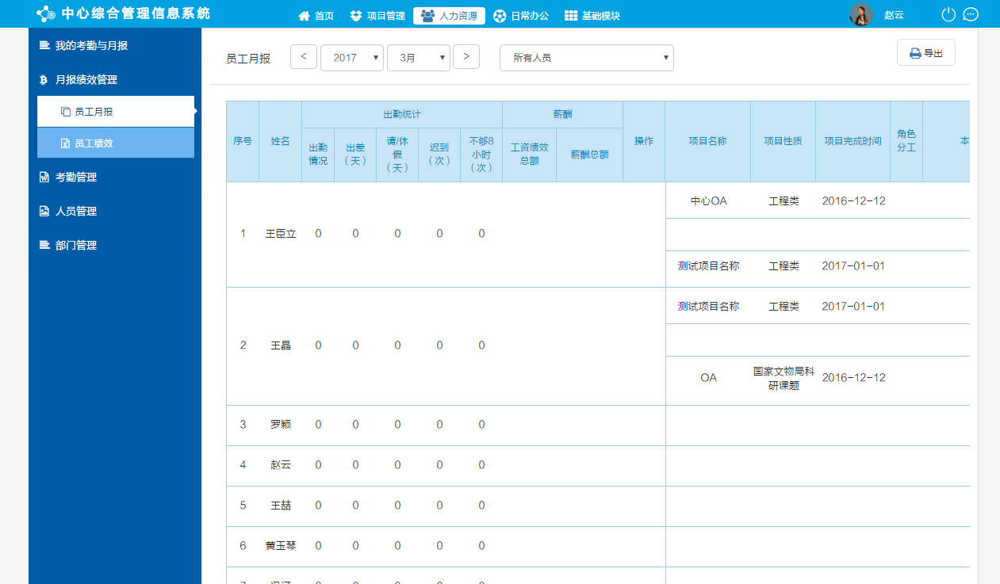 中心综合管理信息系统
首页 项目管理 人力资源 日常办公 基础模块
赵云
我的考勤与月报
月报绩效管理
员工月报
员工绩效
考勤管理
人员管理
部门管理
员工月报 < 2017 ▼ 3月 ▼ > 所有人员 ▼ 导出
出勤统计 薪酬
序号 姓名 操作 项目名称 项目性质 项目完成时间 角色分工 本
出勤情况 出差（天） 请/休假（天） 迟到（次） 不够8小时（次） 工资绩效总额 薪酬总额
中心OA 工程类 2016-12-12
1 王臣立 0 0 0 0 0
测试项目名称 工程类 2017-01-01
测试项目名称 工程类 2017-01-01
2 王晶 0 0 0 0 0
OA 国家文物局科研课题 2016-12-12
3 罗颖 0 0 0 0 0
4 赵云 0 0 0 0 0
5 王喆 0 0 0 0 0
6 黄玉琴 0 0 0 0 0